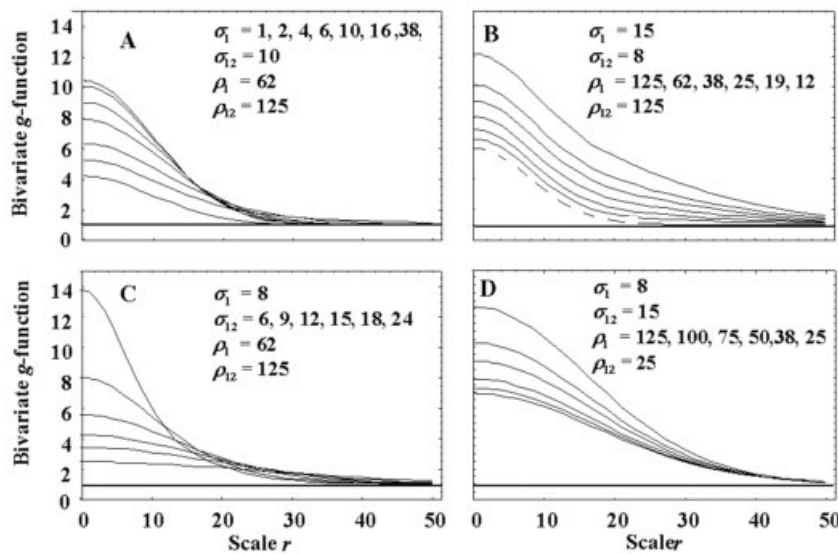 Bivariate g-function
14
12
10
8
6
4
2
0
A
σ1 = 1, 2, 4, 6, 10, 16,38,
σ12 = 10
ρ1 = 62
ρ12 = 125
B
σ1 = 15
σ12 = 8
ρ1 = 125, 62, 38, 25, 19, 12
ρ12 = 125
Bivariate g-function
14
12
10
8
6
4
2
0
C
σ1 = 8
σ12 = 6, 9, 12, 15, 18, 24
ρ1 = 62
ρ12 = 125
D
σ1 = 8
σ12 = 15
ρ1 = 125, 100, 75, 50,38, 25
ρ12 = 25
0 10 20 30 40 50
0 10 20 30 40 50
Scale r
Scaler